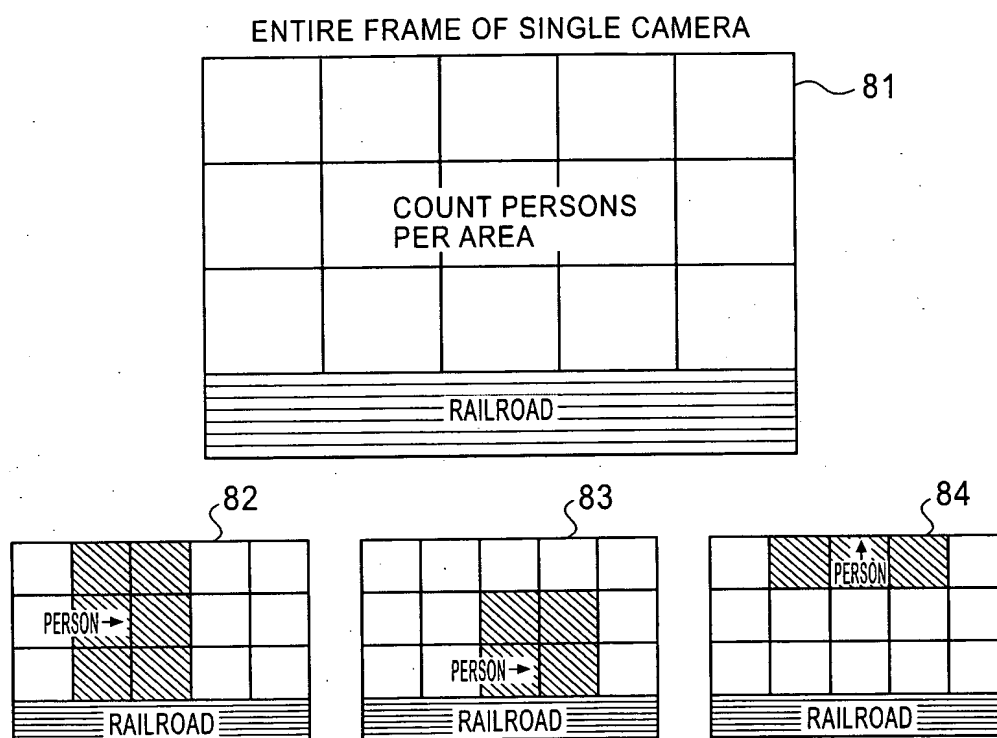 ENTIRE FRAME OF SINGLE CAMERA
81
COUNT PERSONS
PER AREA
RAILROAD
82
83
84
PERSON
PERSON
PERSON
RAILROAD
RAILROAD
RAILROAD